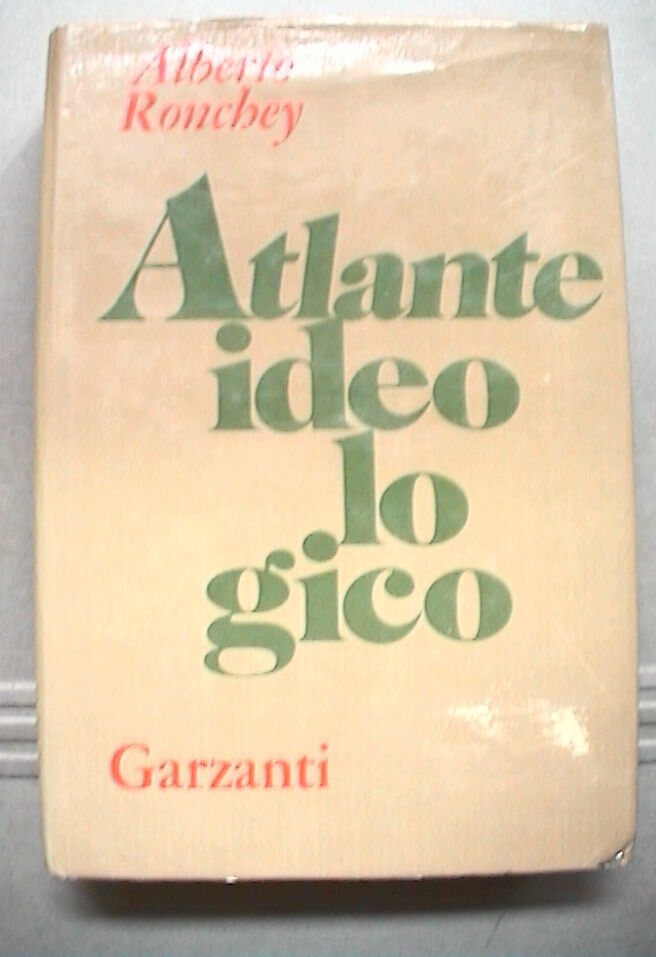 Alberto
Ronchey
Atlante
ideo
lo
gico
Garzanti